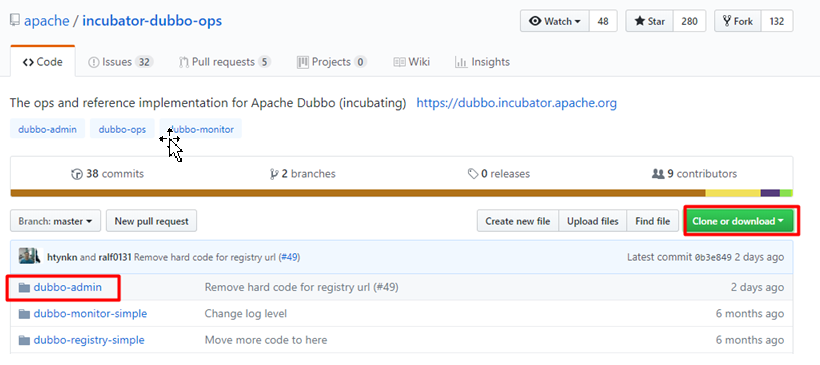 apache / incubator-dubbo-ops Watch 48 Star 280 Fork 132
Code Issues 32 Pull requests 5 Projects 0 Wiki Insights
The ops and reference implementation for Apache Dubbo (incubating) https://dubbo.incubator.apache.org
dubbo-admin dubbo-ops dubbo-monitor
38 commits 2 branches 0 releases 9 contributors
Branch: master New pull request Create new file Upload files Find file Clone or download
htynkn and ralf0131 Remove hard code for registry url (#49) Latest commit 0b3e849 2 days ago
dubbo-admin Remove hard code for registry url (#49) 2 days ago
dubbo-monitor-simple Change log level 6 months ago
dubbo-registry-simple Move more code to here 6 months ago